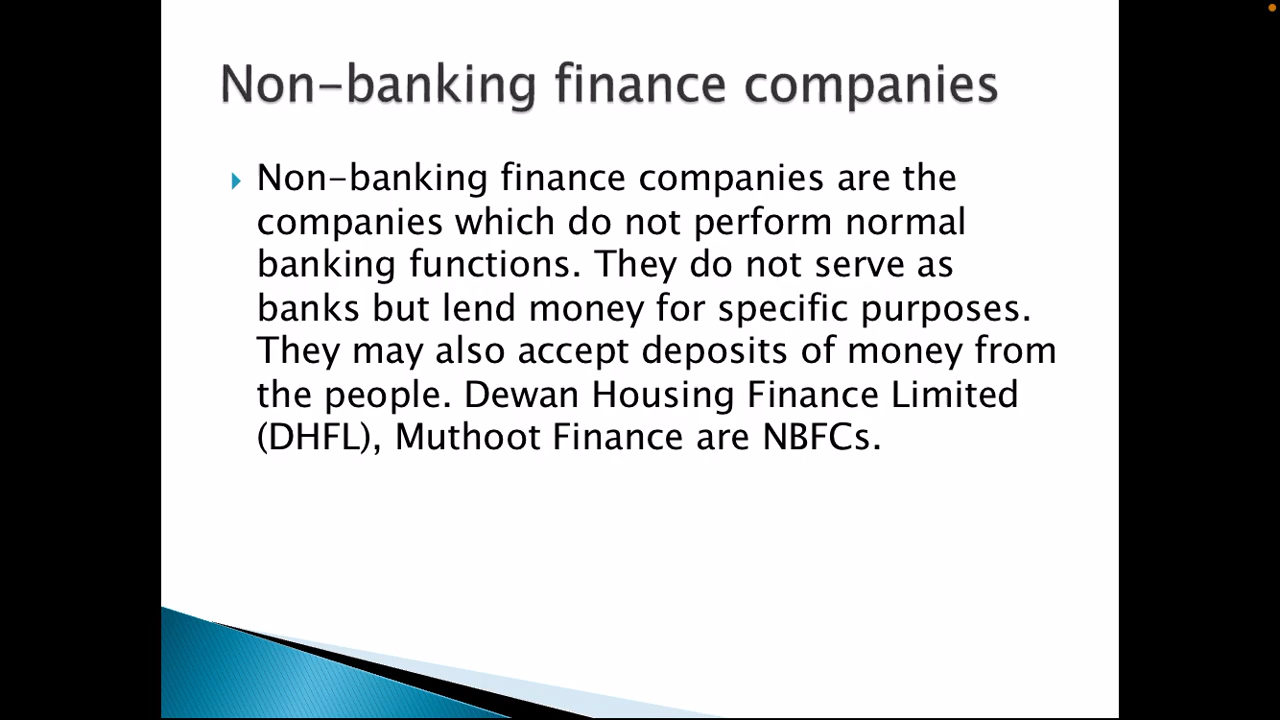 Non-banking finance companies
Non-banking finance companies are the
companies which do not perform normal
banking functions. They do not serve as
banks but lend money for specific purposes.
They may also accept deposits of money from
the people. Dewan Housing Finance Limited
(DHFL), Muthoot Finance are NBFCs.